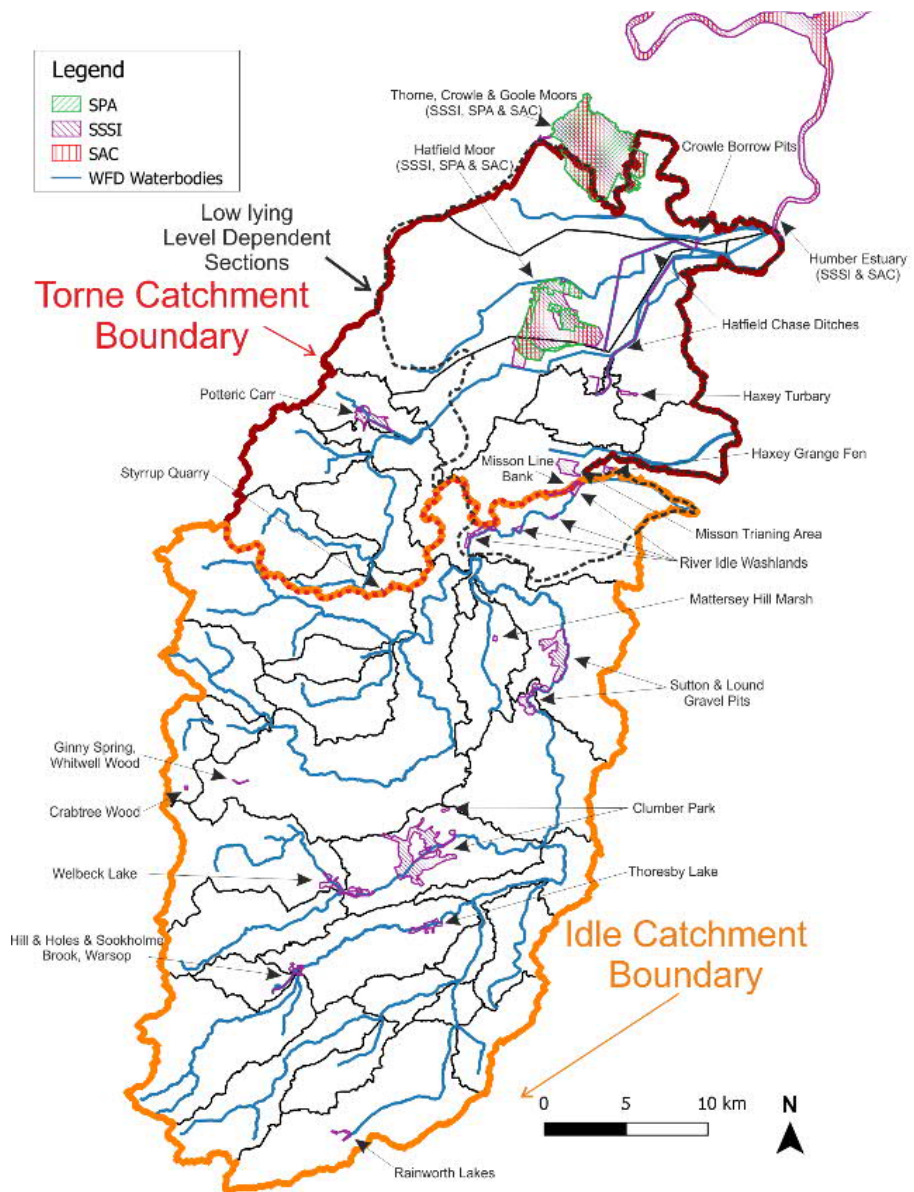 Legend
SPA
SSSI
SAC
WFD Waterbodies
Thorne, Crowle & Goole Moors
(SSSI, SPA & SAC)
Hatfield Moor
(SSSI, SPA & SAC)
Crowle Borrow Pits
Low lying
Level Dependent
Sections
Humber Estuary
(SSSI & SAC)
Torne Catchment
Boundary
Hatfield Chase Ditches
Potteric Carr
Haxey Turbary
Styrrup Quarry
Misson Line
Bank
Haxey Grange Fen
Misson Trianing Area
River Idle Washlands
Mattersey Hill Marsh
Sutton & Lound
Gravel Pits
Ginny Spring,
Whitwell Wood
Crabtree Wood
Clumber Park
Welbeck Lake
Thoresby Lake
Hill & Holes & Sookholme
Brook, Warsop
Idle Catchment
Boundary
0 5 10 km
N
Rainworth Lakes